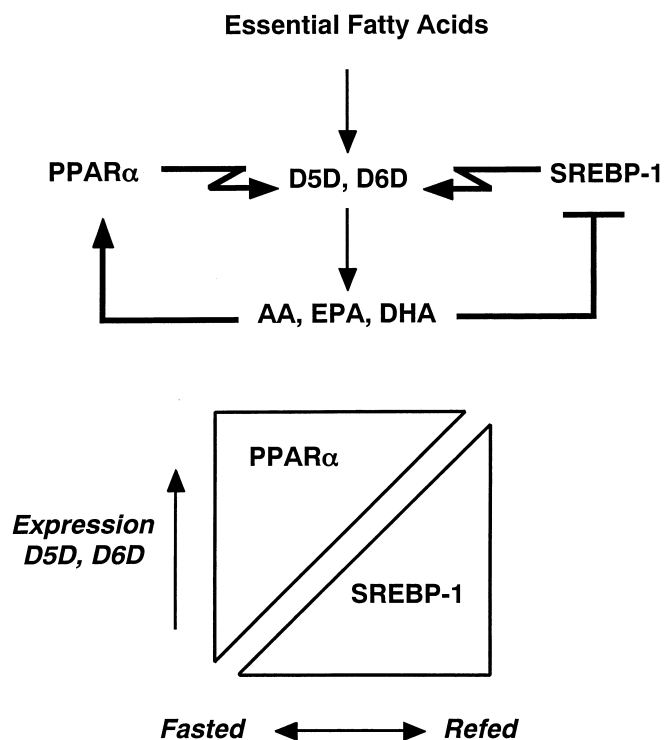 Essential Fatty Acids
PPARα
D5D, D6D
SREBP-1
AA, EPA, DHA
PPARα
Expression
D5D, D6D
SREBP-1
Fasted
Refed